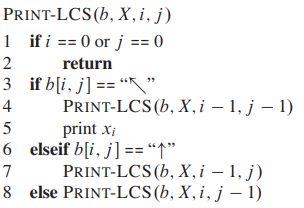 PRINT-LCS(b, X, i, j)
1 if i == 0 or j == 0
2 return
3 if b[i, j] == “↖”
4 PRINT-LCS(b, X, i − 1, j − 1)
5 print xᵢ
6 elseif b[i, j] == “↑”
7 PRINT-LCS(b, X, i − 1, j)
8 else PRINT-LCS(b, X, i, j − 1)